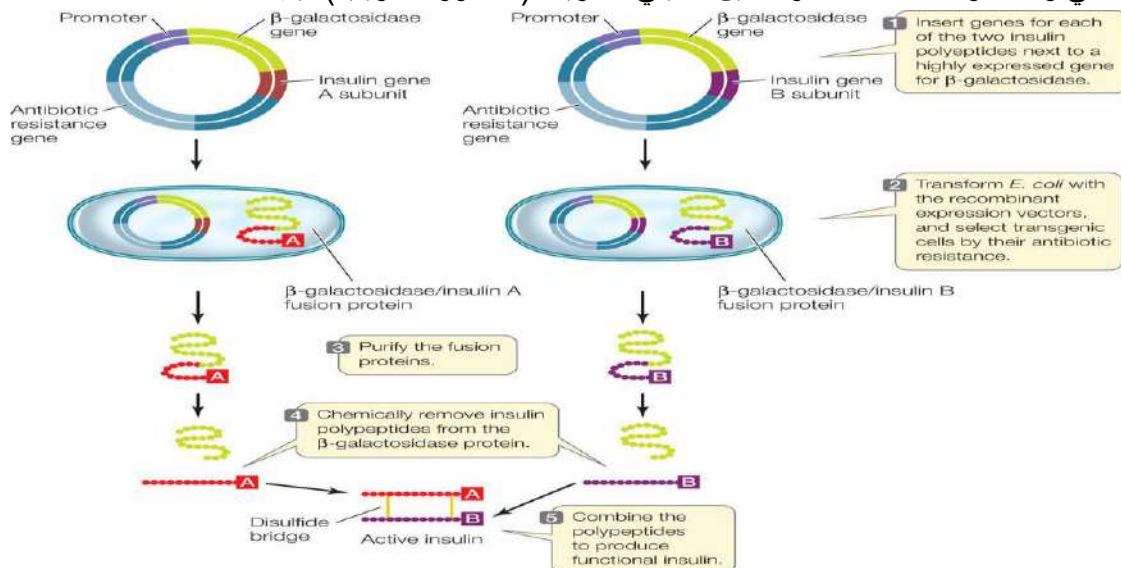 Promoter
β-galactosidase
gene
Insulin gene
A subunit
Antibiotic
resistance
gene
Promoter
β-galactosidase
gene
Insulin gene
B subunit
Antibiotic
resistance
gene
1 Insert genes for each
of the two insulin
polyeptides next to a
highly expressed gene
for β-galactosidase.
A
β-galactosidase/insulin A
fusion protein
B
β-galactosidase/insulin B
fusion protein
2 Transform E. coli with
the recombinant
expression vectors,
and select transgenic
cells by their antibiotic
resistance.
A
3 Purify the fusion
proteins.
B
4 Chemically remove insulin
polypeptides from the
β-galactosidase protein.
A
B
A
B
Disulfide
bridge
Active insulin
5 Combine the
polypeptides
to produce
functional insulin.